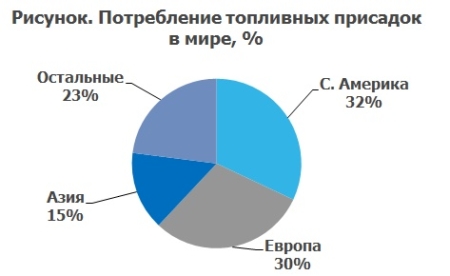 Рисунок. Потребление топливных присадок
в мире, %
Остальные
23%
С. Америка
32%
Азия
15%
Европа
30%